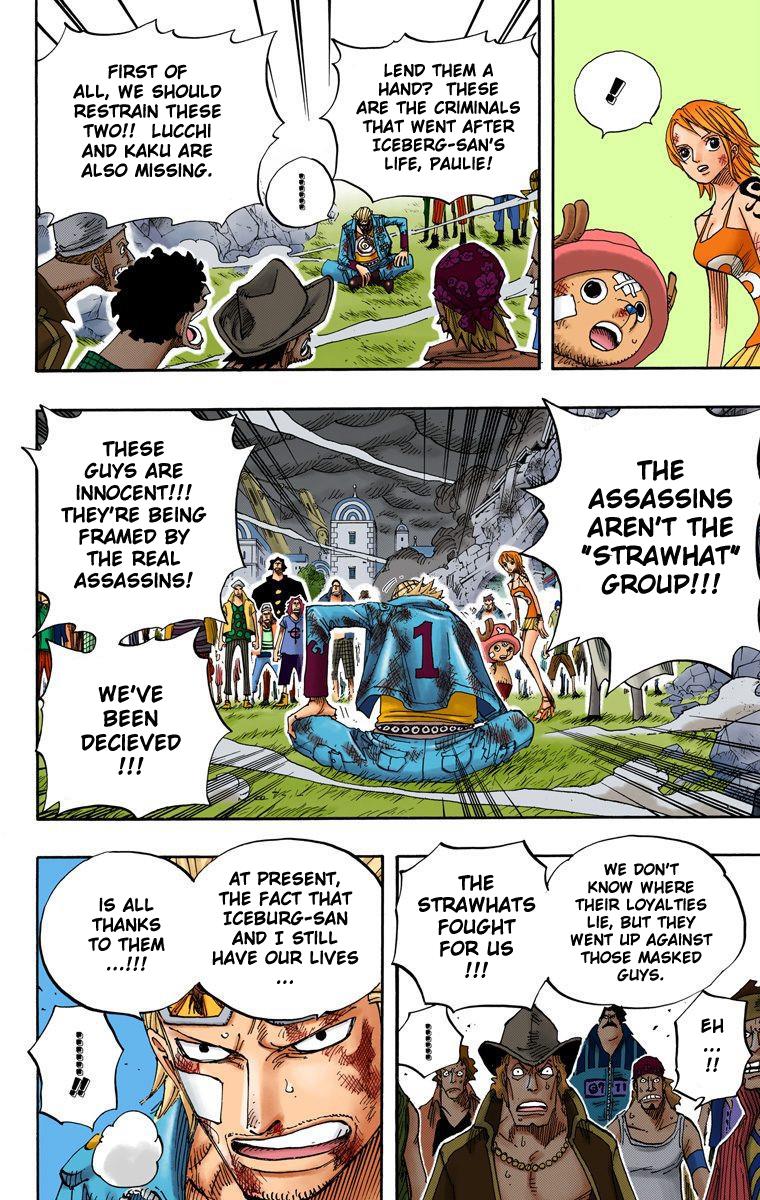 !
LEND THEM A
HAND? THESE
ARE THE CRIMINALS
THAT WENT AFTER
ICEBERG-SAN'S
LIFE, PAULIE!
FIRST OF
ALL, WE SHOULD
RESTRAIN THESE
TWO!! LUCCHI
AND KAKU ARE
ALSO MISSING.
......
THE
ASSASSINS
AREN'T THE
"STRAWHAT"
GROUP!!!
THESE
GUYS ARE
INNOCENT!!!
THEY'RE BEING
FRAMED BY
THE REAL
ASSASSINS!
WE'VE
BEEN
DECIEVED
!!!
1
WE DON'T
KNOW WHERE
THEIR LOYALTIES
LIE, BUT THEY
WENT UP AGAINST
THOSE MASKED
GUYS.
THE
STRAWHATS
FOUGHT
FOR US
!!!
EH
...
!!
......
AT PRESENT,
THE FACT THAT
ICEBURG-SAN
AND I STILL
HAVE OUR LIVES
...
IS ALL
THANKS
TO THEM
...!!!
......!!